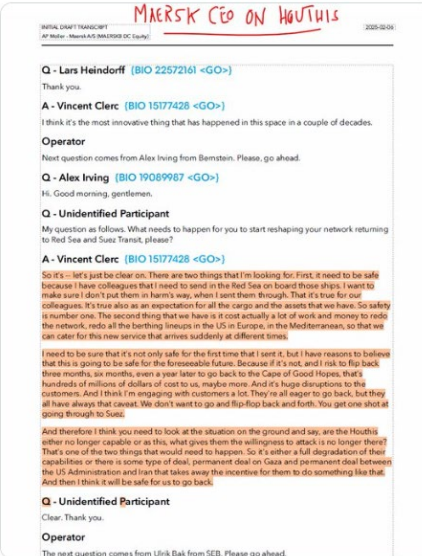 MAERSK CEO ON HOUTHIS
INITIAL DRAFT TRANSCRIPT
AP Moller - Maersk A/S (MAERSKB DC Equity)
2025-02-06
Q - Lars Heindorff (BIO 22572161 <GO>)
Thank you.
A - Vincent Clerc (BIO 15177428 <GO>)
I think it's the most innovative thing that has happened in this space in a couple of decades.
Operator
Next question comes from Alex Irving from Bernstein. Please, go ahead.
Q - Alex Irving (BIO 19089987 <GO>)
Hi. Good morning, gentlemen.
Q - Unidentified Participant
My question as follows. What needs to happen for you to start reshaping your network returning
to Red Sea and Suez Transit, please?
A - Vincent Clerc (BIO 15177428 <GO>)
So it's -- let's just be clear on. There are two things that I'm looking for. First, it need to be safe
because I have colleagues that I need to send in the Red Sea on board those ships. I want to
make sure I don't put them in harm's way, when I sent them through. That it's true for our
colleagues. It's true also as an expectation for all the cargo and the assets that we have. So safety
is number one. The second thing that we have is it cost actually a lot of work and money to redo
the network, redo all the berthing lineups in the US in Europe, in the Mediterranean, so that we
can cater for this new service that arrives suddenly at different times.
I need to be sure that it's not only safe for the first time that I sent it, but I have reasons to believe
that this is going to be safe for the foreseeable future. Because if it's not, and I risk to flip back
three months, six months, even a year later to go back to the Cape of Good Hopes, that's
hundreds of millions of dollars of cost to us, maybe more. And it's huge disruptions to the
customers. And I think I'm engaging with customers a lot. They're all eager to go back, but they
all have always that caveat. We don't want to go and flip-flop back and forth. You get one shot at
going through to Suez.
And therefore I think you need to look at the situation on the ground and say, are the Houthis
either no longer capable or as this, what gives them the willingness to attack is no longer there?
That's one of the two things that would need to happen. So it's either a full degradation of their
capabilities or there is some type of deal, permanent deal on Gaza and permanent deal between
the US Administration and Iran that takes away the incentive for them to do something like that.
And then I think it will be safe for us to go back.
Q - Unidentified Participant
Clear. Thank you.
Operator
The next question comes from Ulrik Bak from SEB. Please go ahead.